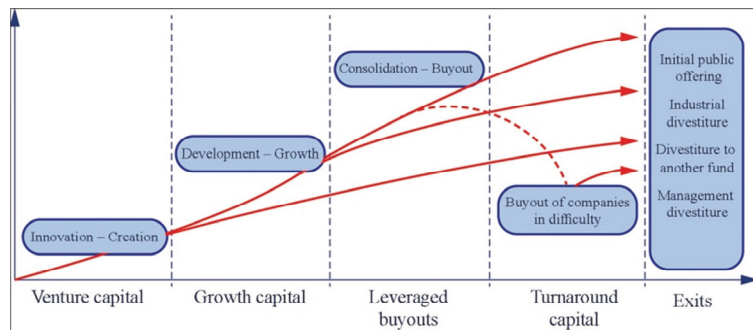 Consolidation – Buyout
Initial public
offering
Industrial
divestiture
Development – Growth
Divestiture to
another fund
Buyout of companies
in difficulty
Management
divestiture
Innovation – Creation
Venture capital
Growth capital
Leveraged
buyouts
Turnaround
capital
Exits